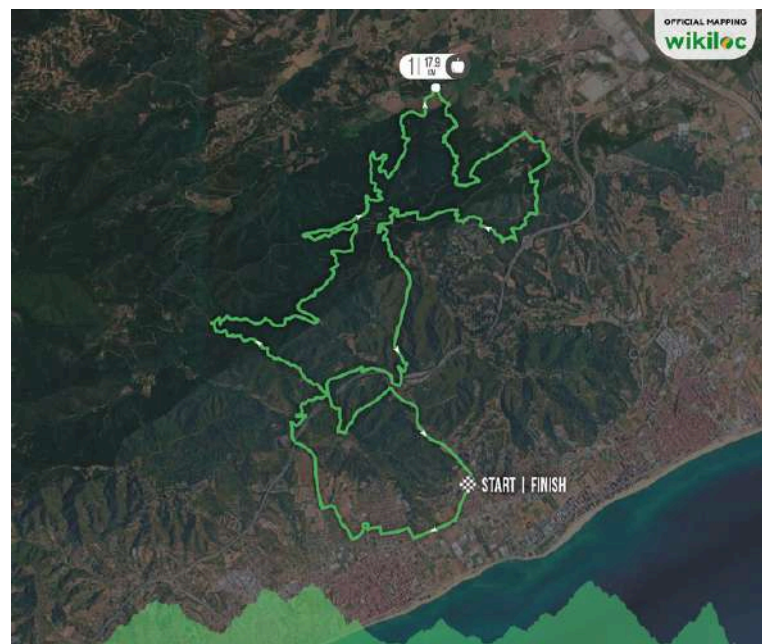 OFFICIAL MAPPING
wikiloc
1 | 17.9
KM
START | FINISH